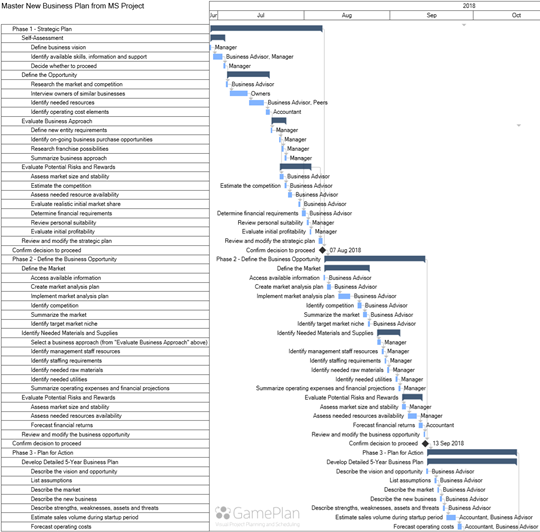 Master New Business Plan from MS Project
2018
Jun Jul Aug Sep Oct
Phase 1 - Strategic Plan
Self-Assessment
Define business vision Manager
Identify available skills, information and support Business Advisor, Manager
Decide whether to proceed Manager
Define the Opportunity
Research the market and competition Business Advisor
Interview owners of similar businesses Owners
Identify needed resources Business Advisor, Peers
Identify operating cost elements Accountant
Evaluate Business Approach
Define new entity requirements Manager
Identify on-going business purchase opportunities Manager
Research franchise possibilities Manager
Summarize business approach Manager
Evaluate Potential Risks and Rewards
Assess market size and stability Business Advisor
Estimate the competition Estimate the competition Business Advisor
Assess needed resource availability Business Advisor
Evaluate realistic initial market share Business Advisor
Determine financial requirements Determine financial requirements Business Advisor
Review personal suitability Review personal suitability Manager
Evaluate initial profitability Evaluate initial profitability Manager
Review and modify the strategic plan Review and modify the strategic plan
Confirm decision to proceed Confirm decision to proceed 07 Aug 2018
Phase 2 - Define the Business Opportunity Phase 2 - Define the Business Opportunity
Define the Market Define the Market
Access available information Access available information Business Advisor
Create market analysis plan Create market analysis plan Manager
Implement market analysis plan Implement market analysis plan Business Advisor
Identify competition Identify competition Business Advisor
Summarize the market Summarize the market Business Advisor
Identify target market niche Identify target market niche Business Advisor
Identify Needed Materials and Supplies Identify Needed Materials and Supplies
Select a business approach (from "Evaluate Business Approach" above) Manager
Identify management staff resources Identify management staff resources Manager
Identify staffing requirements Identify staffing requirements Manager
Identify needed raw materials Identify needed raw materials Manager
Identify needed utilities Identify needed utilities Manager
Summarize operating expenses and financial projections Summarize operating expenses and financial projections Manager
Evaluate Potential Risks and Rewards Evaluate Potential Risks and Rewards
Assess market size and stability Assess market size and stability Manager
Assess needed resources availability Assess needed resources availability Manager
Forecast financial returns Forecast financial returns Accountant
Review and modify the business opportunity Review and modify the business opportunity Manager
Confirm decision to proceed Confirm decision to proceed 13 Sep 2018
Phase 3 - Plan for Action Phase 3 - Plan for Action
Develop Detailed 5-Year Business Plan Develop Detailed 5-Year Business Plan
Describe the vision and opportunity Describe the vision and opportunity Business Advisor
List assumptions List assumptions Business Advisor
Describe the market Describe the market Business Advisor
Describe the new business Describe the new business Business Advisor
Describe strengths, weaknesses, assets and threats Describe strengths, weaknesses, assets and threats Business Advisor
Estimate sales volume during startup period Estimate sales volume during startup period Accountant, Business Advisor
Forecast operating costs Forecast operating costs Accountant, Business Advisor
GamePlan
Visual Project Planning and Scheduling